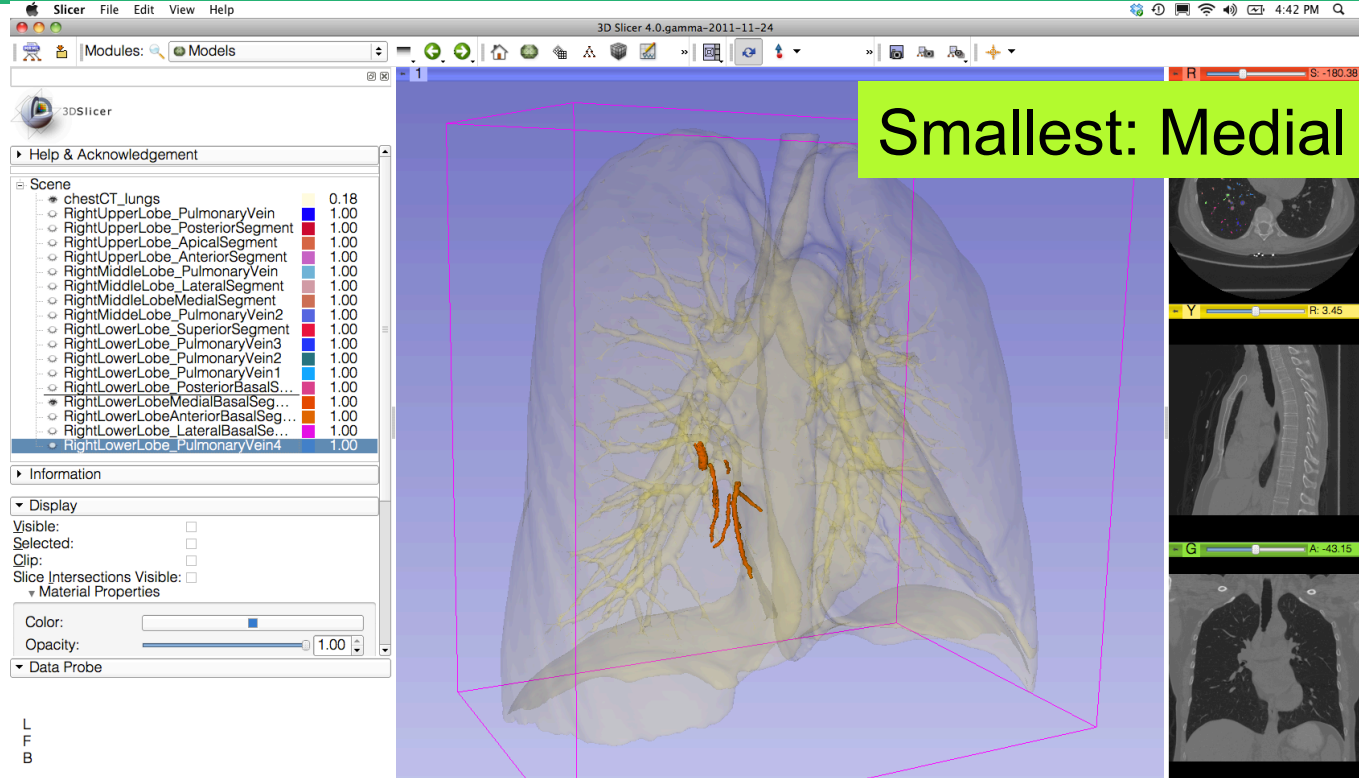 Slicer File Edit View Help 4:42 PM
3D Slicer 4.0.gamma-2011-11-24
Modules: Models
1
R S: -180.38
3DSlicer
Smallest: Medial
Help & Acknowledgement
Scene
chestCT_lungs 0.18
RightUpperLobe_PulmonaryVein 1.00
RightUpperLobe_PosteriorSegment 1.00
RightUpperLobe_ApicalSegment 1.00
RightUpperLobe_AnteriorSegment 1.00
RightMiddleLobe_PulmonaryVein 1.00
RightMiddleLobe_LateralSegment 1.00
RightMiddleLobeMedialSegment 1.00
RightMiddeLobe_PulmonaryVein2 1.00
RightLowerLobe_SuperiorSegment 1.00
RightLowerLobe_PulmonaryVein3 1.00
RightLowerLobe_PulmonaryVein2 1.00
RightLowerLobe_PulmonaryVein1 1.00
RightLowerLobe_PosteriorBasalS... 1.00
RightLowerLobeMedialBasalSeg... 1.00
RightLowerLobeAnteriorBasalSeg... 1.00
RightLowerLobe_LateralBasalSe... 1.00
RightLowerLobe_PulmonaryVein4 1.00
Y R: 3.45
Information
Display
Visible:
Selected:
Clip:
Slice Intersections Visible:
Material Properties
Color:
Opacity: 1.00
Data Probe
G A: -43.15
L
F
B